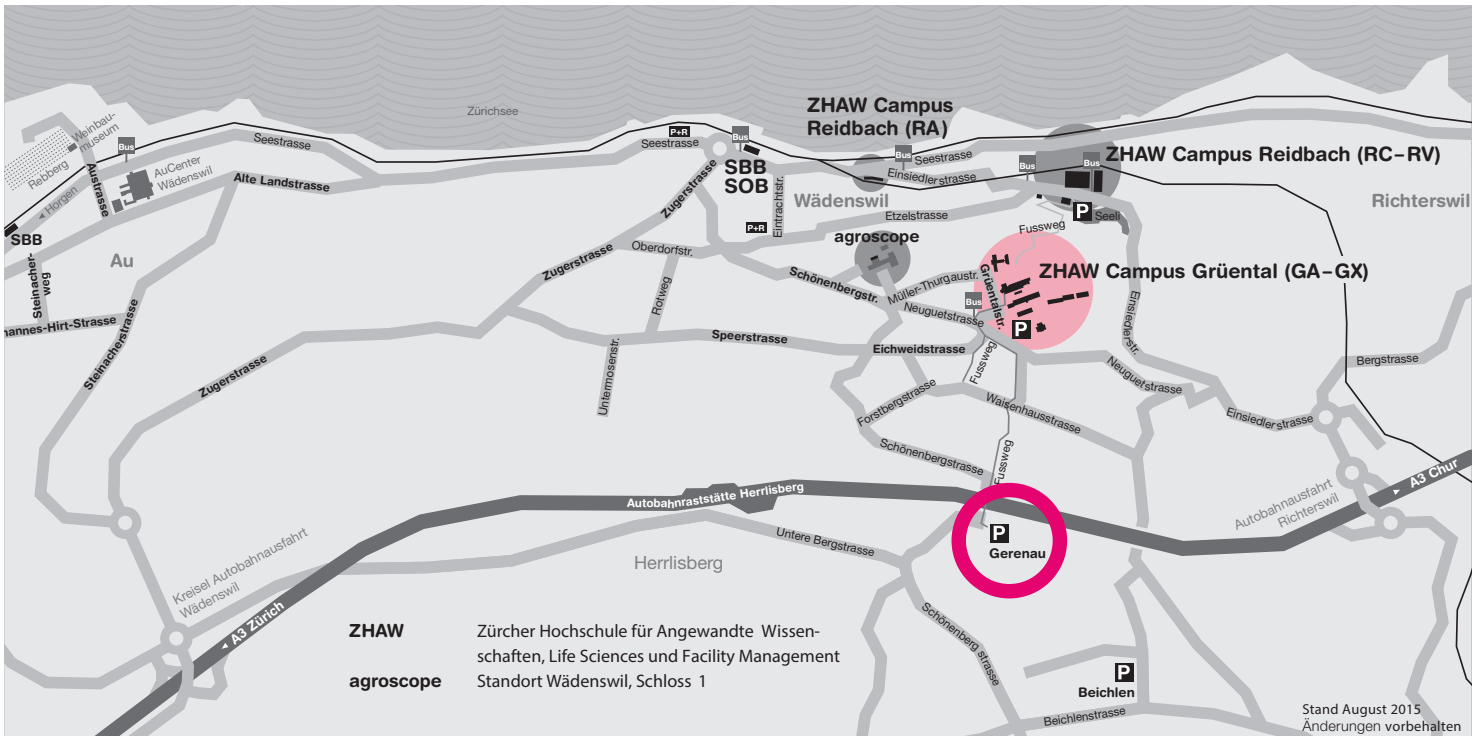 Zürichsee
ZHAW Campus
Reidbach (RA)
Weinbau-
museum
Rebberg
Bus
Austrasse
AuCenter
Wädenswil
Seestrasse
P+R
Seestrasse
Bus
SBB
SOB
Bus
Seestrasse
Bus
Bus
ZHAW Campus Reidbach (RC–RV)
◄ Horgen
Alte Landstrasse
Zugerstrasse
Eintrachtstr.
P+R
Wädenswil
Einsiedlerstrasse
Etzelstrasse
P
Seeli
Richterswil
SBB
Au
Steinacher-
weg
Fussweg
agroscope
Oberdorfstr.
Zugerstrasse
Schönenbergstr.
Müller-Thurgaustr.
Grüentalstr.
ZHAW Campus Grüental (GA–GX)
Rotweg
Bus
Neuguetstrasse
P
Einsiedlerstr.
hannes-Hirt-Strasse
Steinacherstrasse
Speerstrasse
Eichweidstrasse
Fussweg
Bergstrasse
Zugerstrasse
Untermosenstr.
Neuguetstrasse
Forstbergstrasse
Waisenhausstrasse
Einsiedlerstrasse
Schönenbergstrasse
Fussweg
A3 Chur ►
Autobahnraststätte Herrlisberg
Autobahnausfahrt
Richterswil
Untere Bergstrasse
P
Gerenau
Herrlisberg
Kreisel Autobahnausfahrt
Wädenswil
◄ A3 Zürich
Schönenberg strasse
ZHAW Zürcher Hochschule für Angewandte Wissen-
schaften, Life Sciences und Facility Management
agroscope Standort Wädenswil, Schloss 1
P
Beichlen
Beichlenstrasse
Stand August 2015
Änderungen vorbehalten